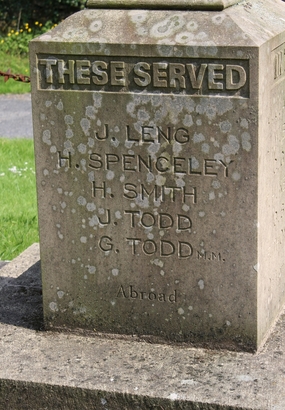 THESE SERVED
J. LENG
H. SPENCELEY
H. SMITH
J. TODD
G. TODD M.M.
Abroad